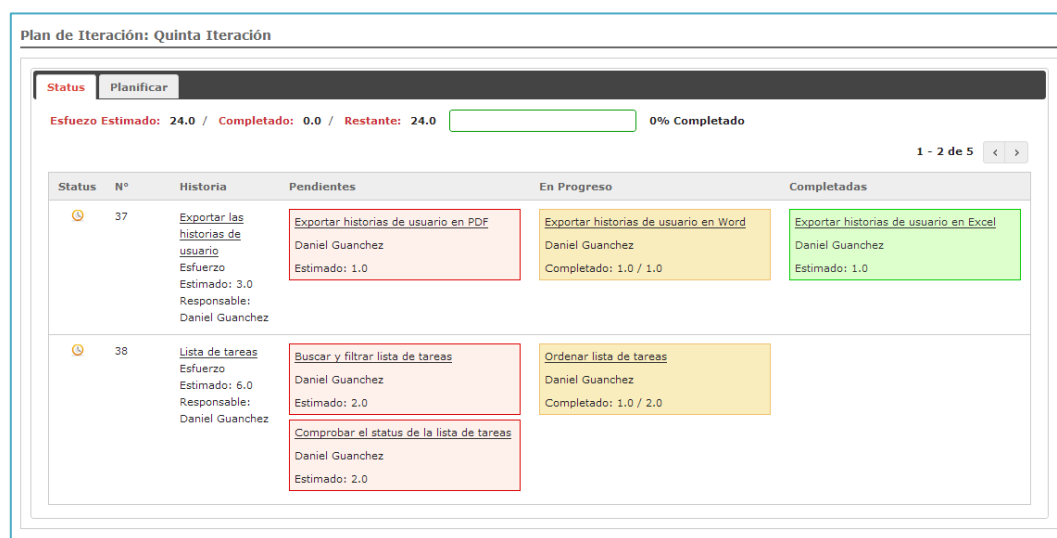 Plan de Iteración: Quinta Iteración
Status Planificar
Esfuezo Estimado: 24.0 / Completado: 0.0 / Restante: 24.0 0% Completado
1 - 2 de 5 < >
Status N° Historia Pendientes En Progreso Completadas
37
Exportar las
historias de
usuario
Esfuerzo
Estimado: 3.0
Responsable:
Daniel Guanchez
Exportar historias de usuario en PDF
Daniel Guanchez
Estimado: 1.0
Exportar historias de usuario en Word
Daniel Guanchez
Completado: 1.0 / 1.0
Exportar historias de usuario en Excel
Daniel Guanchez
Estimado: 1.0
38
Lista de tareas
Esfuerzo
Estimado: 6.0
Responsable:
Daniel Guanchez
Buscar y filtrar lista de tareas
Daniel Guanchez
Estimado: 2.0
Comprobar el status de la lista de tareas
Daniel Guanchez
Estimado: 2.0
Ordenar lista de tareas
Daniel Guanchez
Completado: 1.0 / 2.0